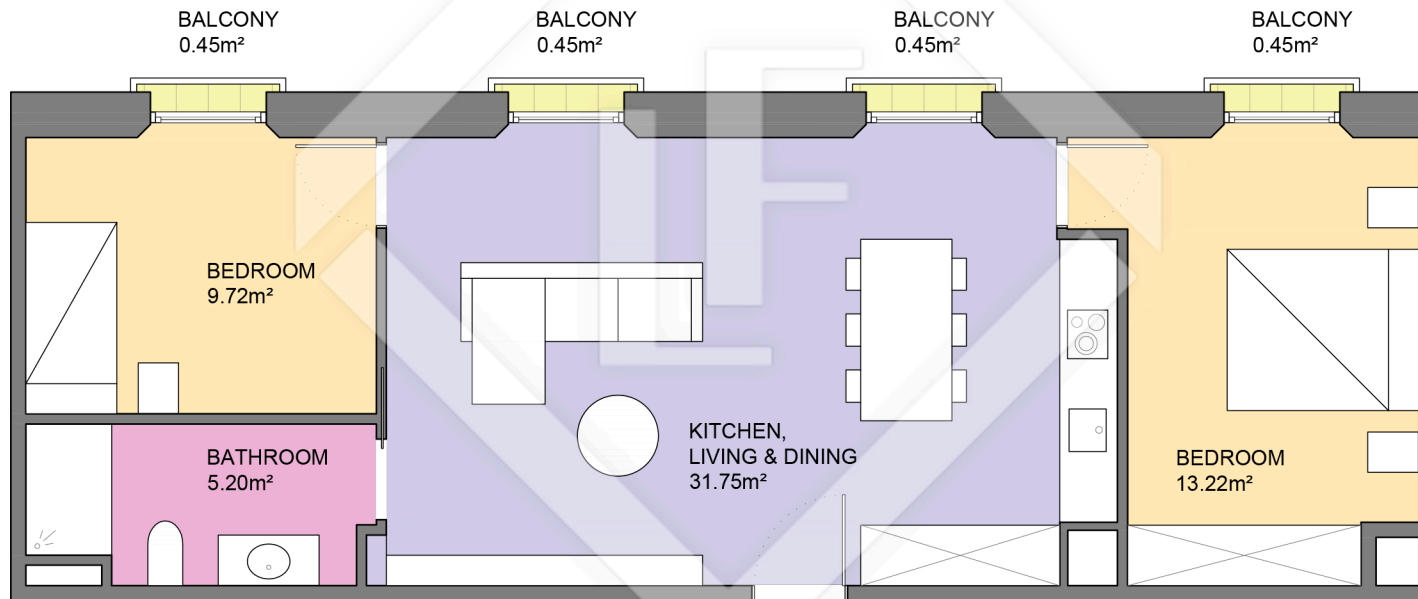 BALCONY
0.45m²
BALCONY
0.45m²
BALCONY
0.45m²
BALCONY
0.45m²
BEDROOM
9.72m²
BATHROOM
5.20m²
KITCHEN,
LIVING & DINING
31.75m²
BEDROOM
13.22m²
LF